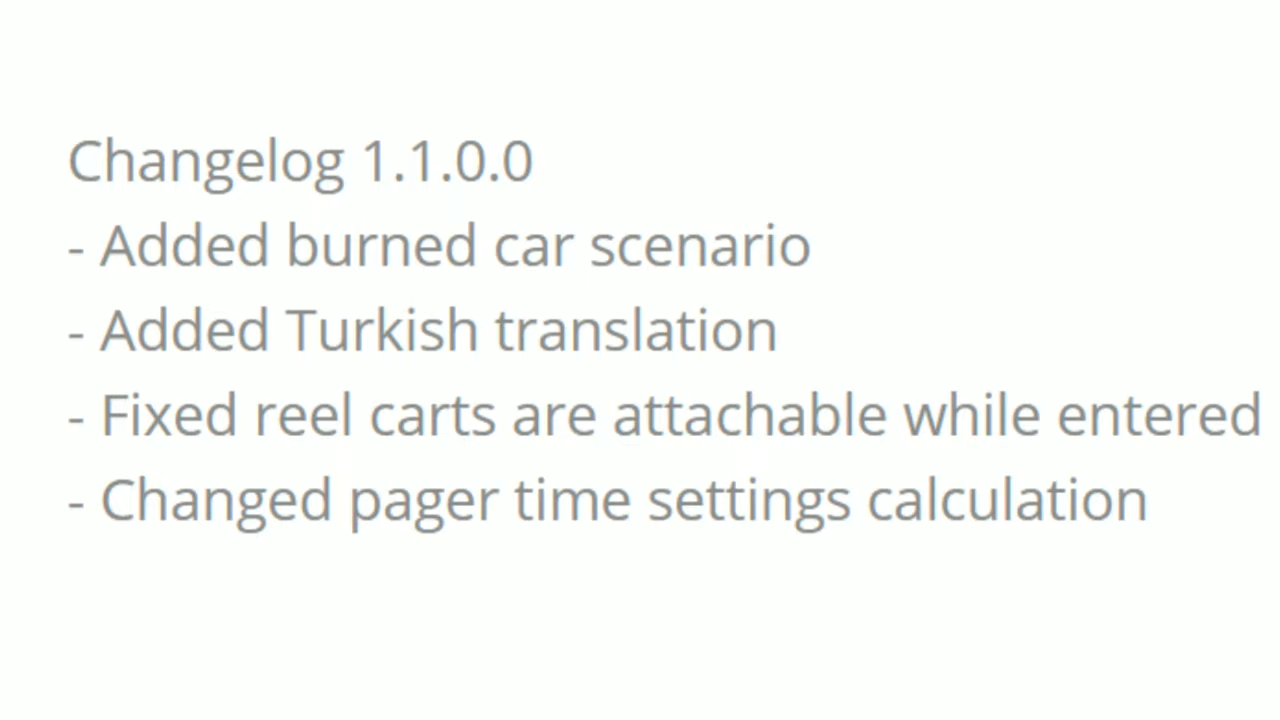 Changelog 1.1.0.0
- Added burned car scenario
- Added Turkish translation
- Fixed reel carts are attachable while entered
- Changed pager time settings calculation